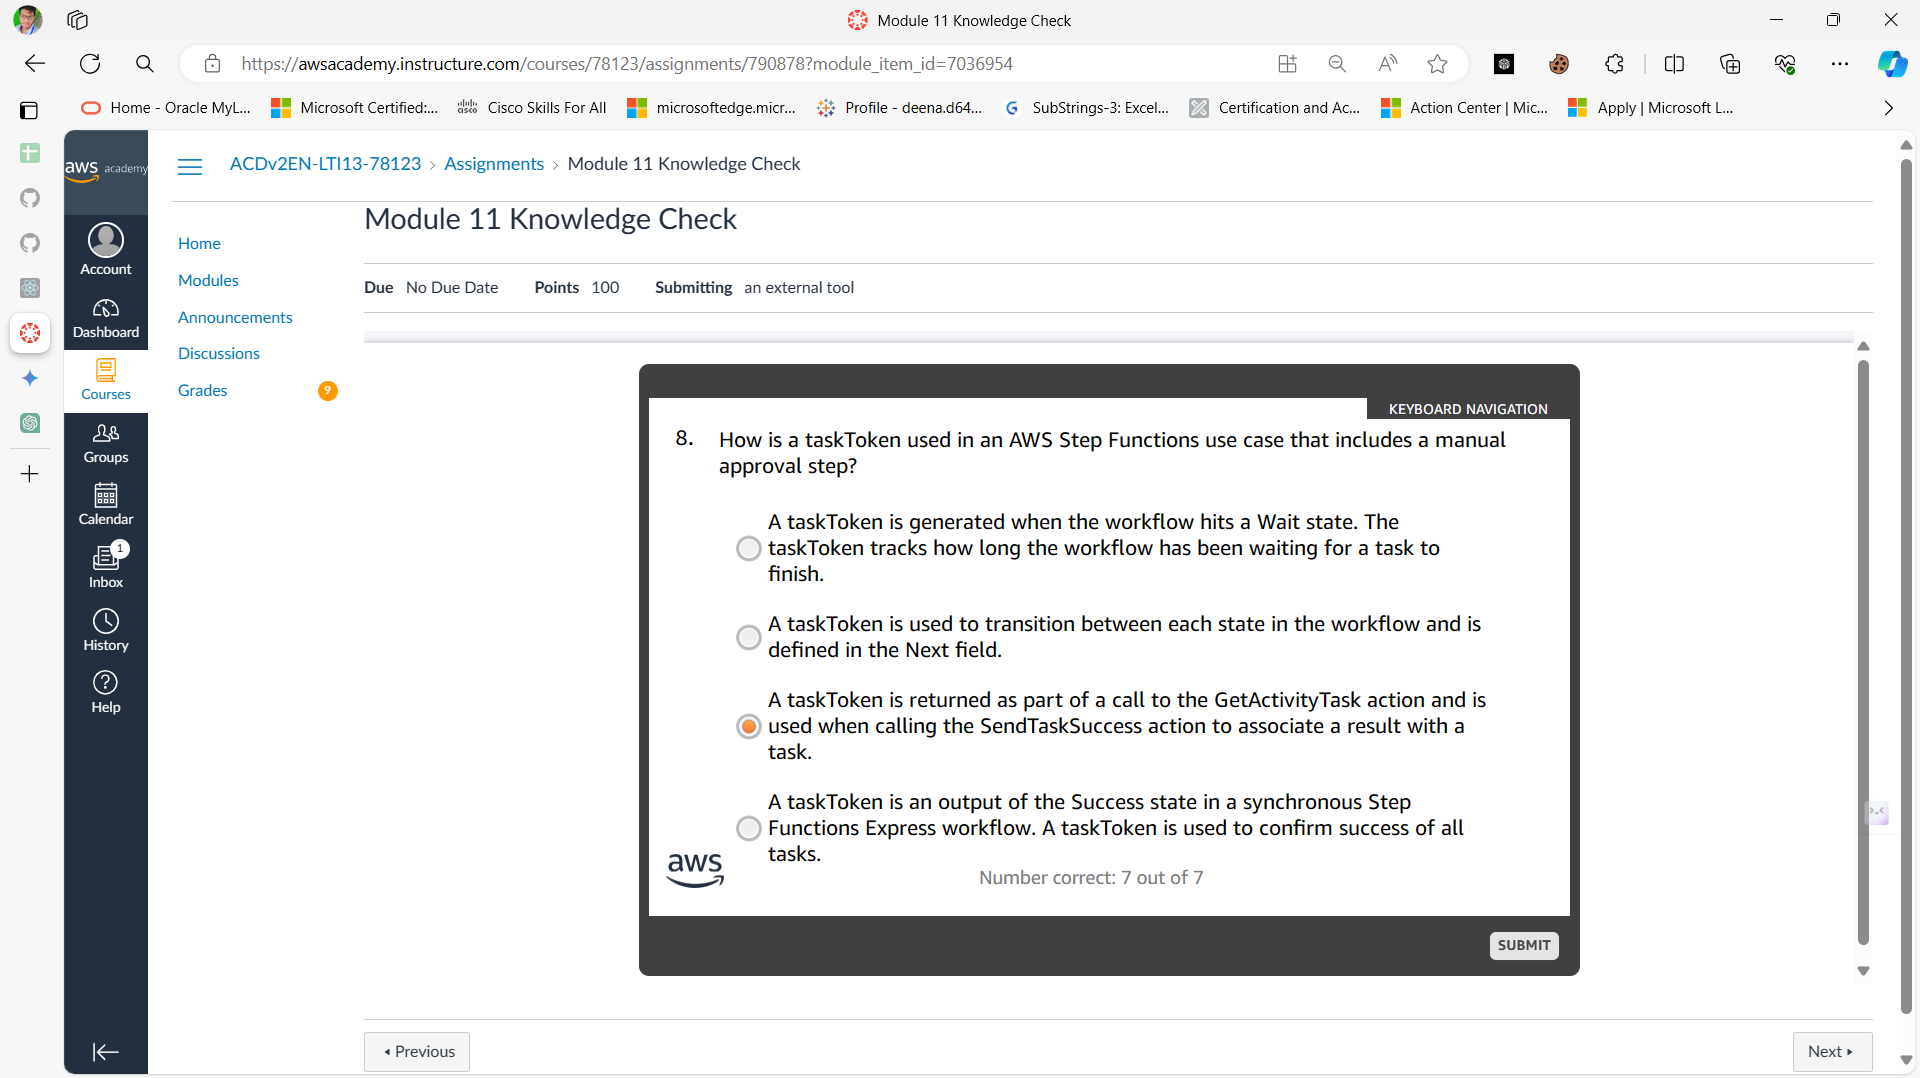 Module 11 Knowledge Check
https://awsacademy.instructure.com/courses/78123/assignments/790878?module_item_id=7036954
Home - Oracle MyL...
Microsoft Certified:...
Cisco Skills For All
microsoftedge.micr...
Profile - deena.d64...
SubStrings-3: Excel...
Certification and Ac...
Action Center | Mic...
Apply | Microsoft L...
aws academy
ACDv2EN-LTI13-78123 › Assignments › Module 11 Knowledge Check
Account
Dashboard
Courses
Groups
Calendar
1
Inbox
History
Help
Home
Modules
Announcements
Discussions
Grades
9
Module 11 Knowledge Check
Due No Due Date Points 100 Submitting an external tool
KEYBOARD NAVIGATION
8. How is a taskToken used in an AWS Step Functions use case that includes a manual
approval step?
A taskToken is generated when the workflow hits a Wait state. The
taskToken tracks how long the workflow has been waiting for a task to
finish.
A taskToken is used to transition between each state in the workflow and is
defined in the Next field.
A taskToken is returned as part of a call to the GetActivityTask action and is
used when calling the SendTaskSuccess action to associate a result with a
task.
A taskToken is an output of the Success state in a synchronous Step
Functions Express workflow. A taskToken is used to confirm success of all
tasks.
aws
Number correct: 7 out of 7
SUBMIT
Previous
Next